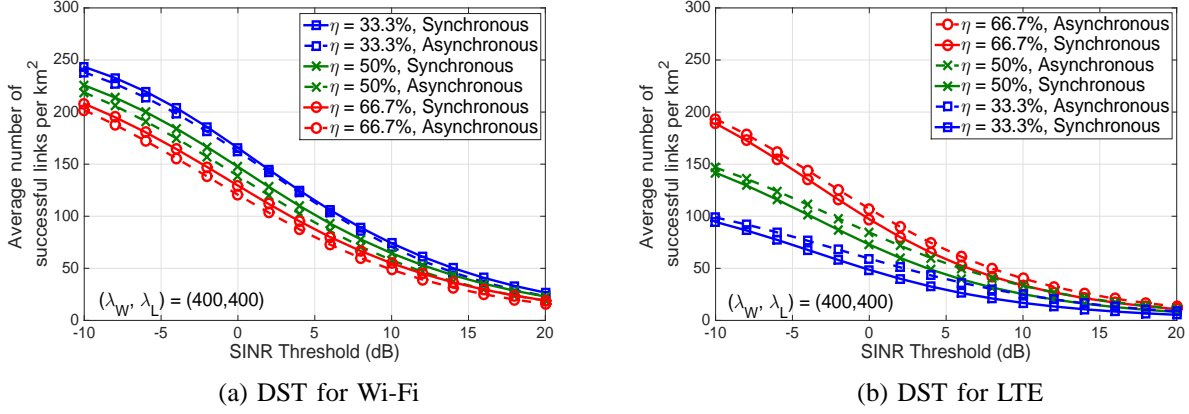 Average number of
successful links per km2
300
250
200
150
100
50
0
η = 33.3%, Synchronous
η = 33.3%, Asynchronous
η = 50%, Synchronous
η = 50%, Asynchronous
η = 66.7%, Synchronous
η = 66.7%, Asynchronous
(λW, λL) = (400,400)
-10 -5 0 5 10 15 20
SINR Threshold (dB)
(a) DST for Wi-Fi
Average number of
successful links per km2
300
250
200
150
100
50
0
η = 66.7%, Asynchronous
η = 66.7%, Synchronous
η = 50%, Asynchronous
η = 50%, Synchronous
η = 33.3%, Asynchronous
η = 33.3%, Synchronous
(λW, λL) = (400,400)
-10 -5 0 5 10 15 20
SINR Threshold (dB)
(b) DST for LTE